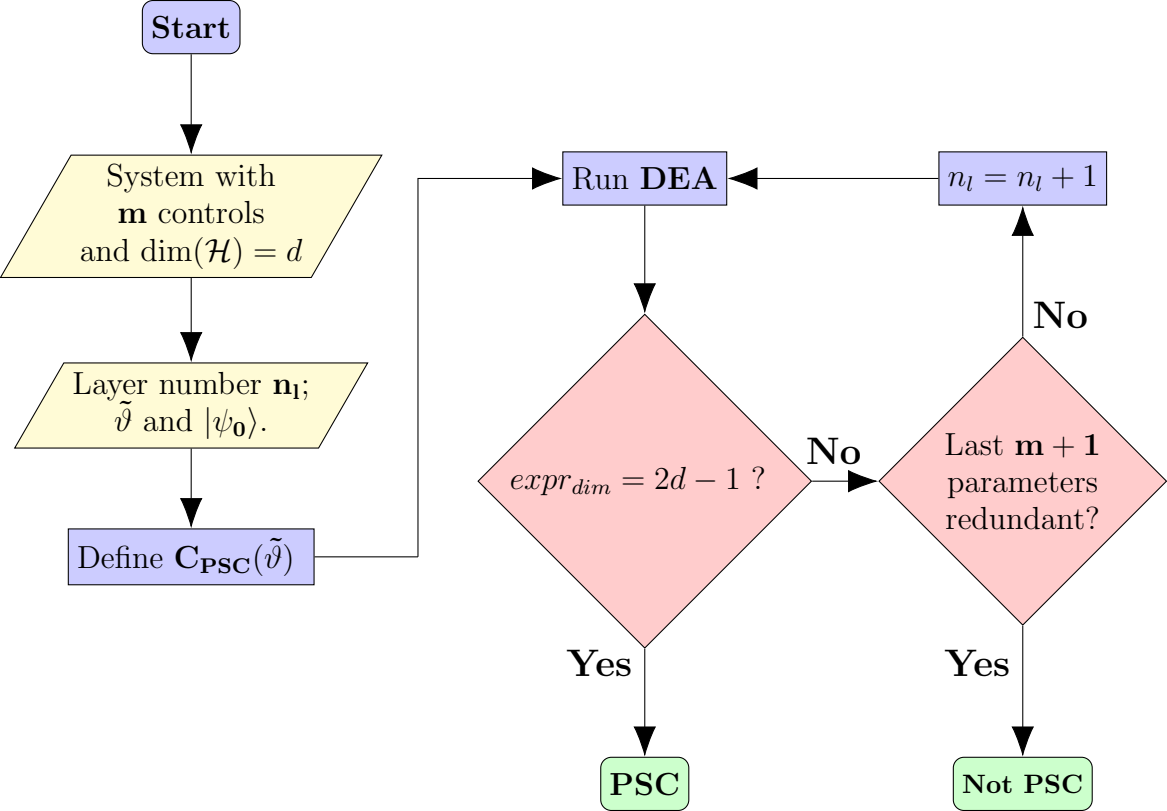 Start
System with
m controls
and dim(ℋ) = d
Layer number n_l;
ϑ̃ and |ψ_0⟩.
Define C_PSC(ϑ̃)
Run DEA
n_l = n_l + 1
expr_dim = 2d − 1 ?
No
Last m + 1
parameters
redundant?
No
Yes
Yes
PSC
Not PSC